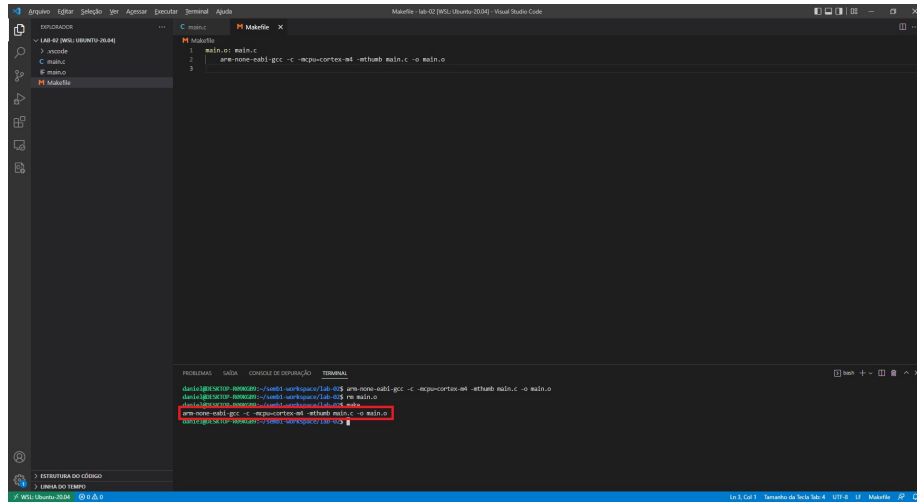 Arquivo Editar Seleção Ver Acessar Executar Terminal Ajuda
Makefile - lab-02 [WSL: Ubuntu-20.04] - Visual Studio Code
EXPLORADOR ...
LAB-02 [WSL: UBUNTU-20.04]
.vscode
C main.c
main.o
M Makefile
C main.c M Makefile ×
M Makefile
1 main.o: main.c
2 arm-none-eabi-gcc -c -mcpu=cortex-m4 -mthumb main.c -o main.o
3
PROBLEMAS SAÍDA CONSOLE DE DEPURAÇÃO TERMINAL
bash
daniel@DESKTOP-R09KGB9:~/semb1-workspace/lab-02$ arm-none-eabi-gcc -c -mcpu=cortex-m4 -mthumb main.c -o main.o
daniel@DESKTOP-R09KGB9:~/semb1-workspace/lab-02$ rm main.o
daniel@DESKTOP-R09KGB9:~/semb1-workspace/lab-02$ make
arm-none-eabi-gcc -c -mcpu=cortex-m4 -mthumb main.c -o main.o
daniel@DESKTOP-R09KGB9:~/semb1-workspace/lab-02$
ESTRUTURA DO CÓDIGO
LINHA DO TEMPO
WSL: Ubuntu-20.04 0 0
Ln 3, Col 1 Tamanho da Tecla Tab: 4 UTF-8 LF Makefile